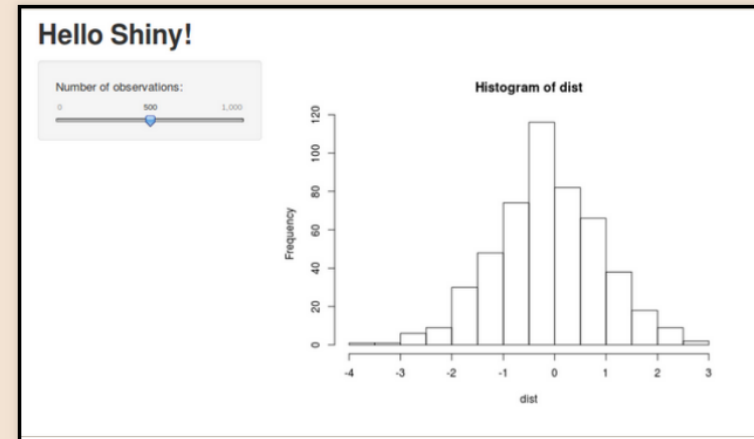 Hello Shiny!
Number of observations:
0 500 1,000
Histogram of dist
120
100
80
60
40
20
0
Frequency
-4 -3 -2 -1 0 1 2 3
dist